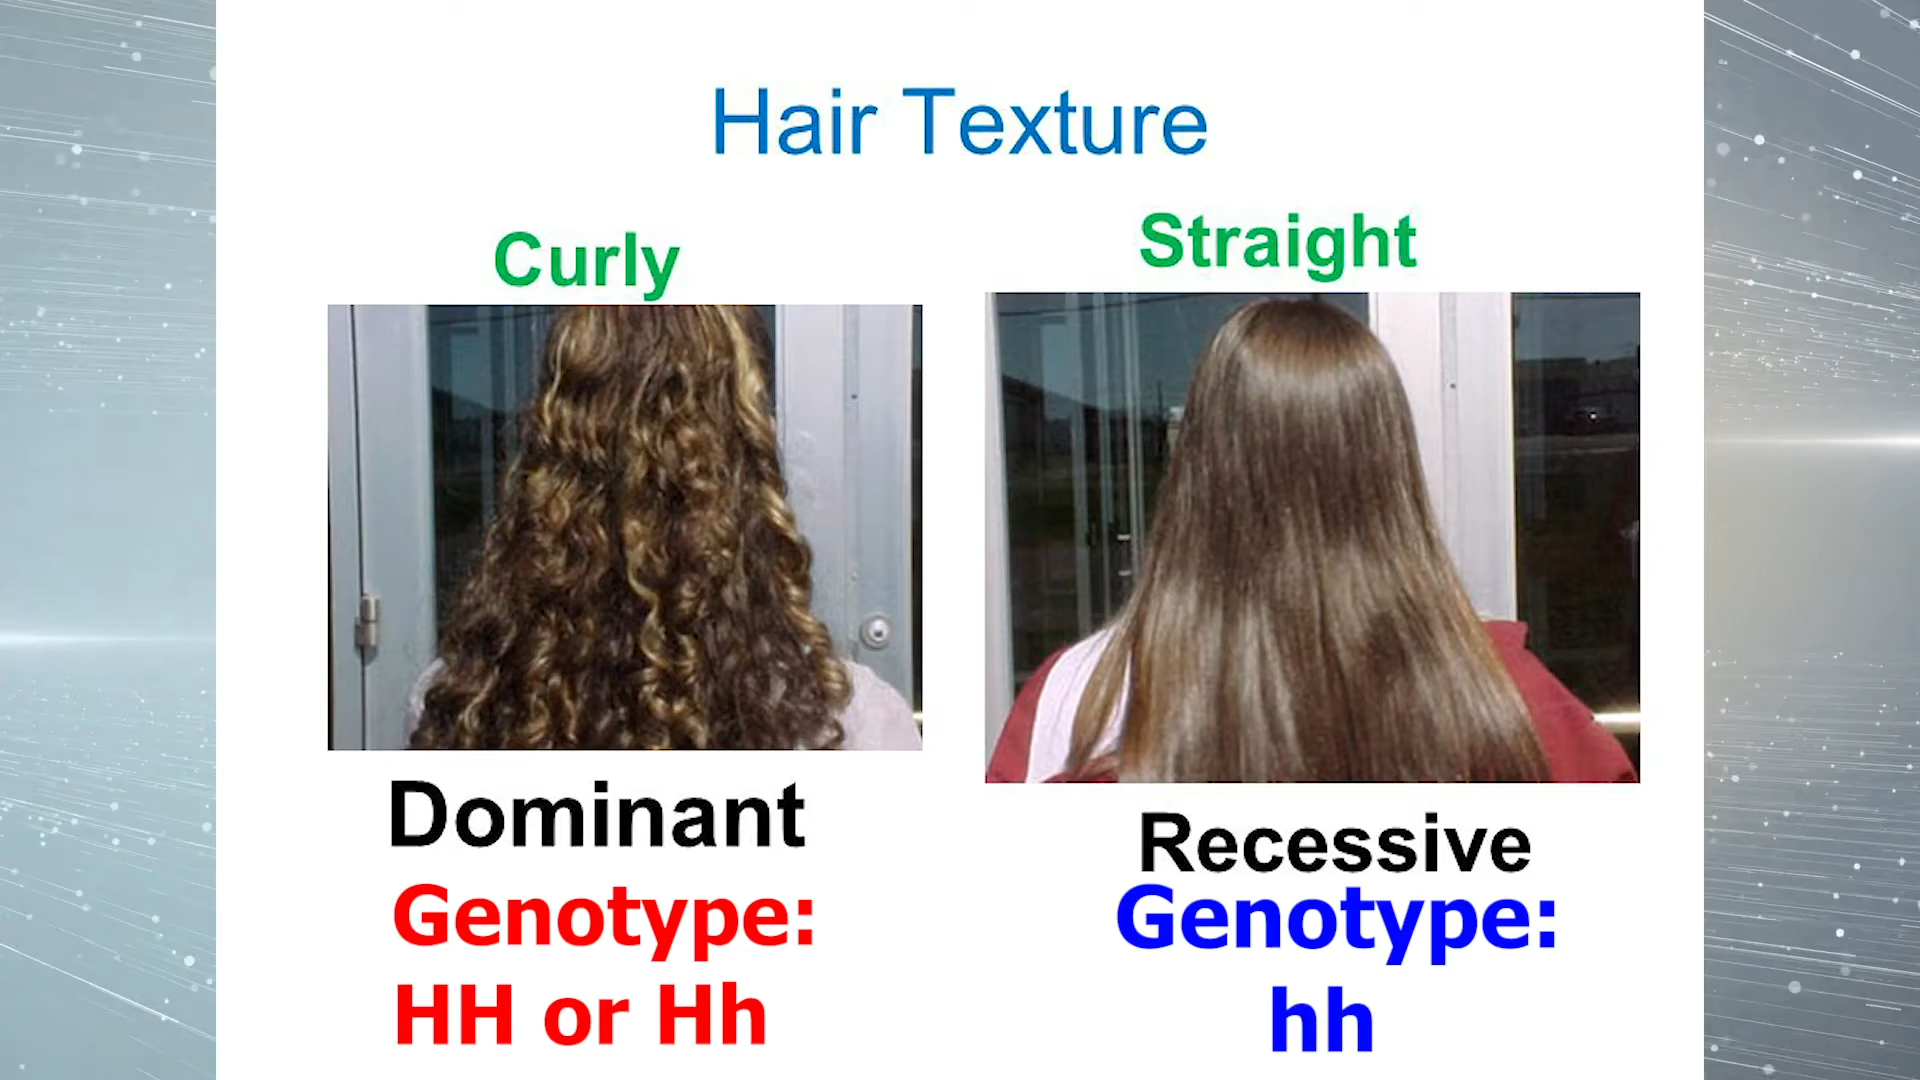 Hair Texture
Curly
Straight
Dominant
Genotype:
HH or Hh
Recessive
Genotype:
hh